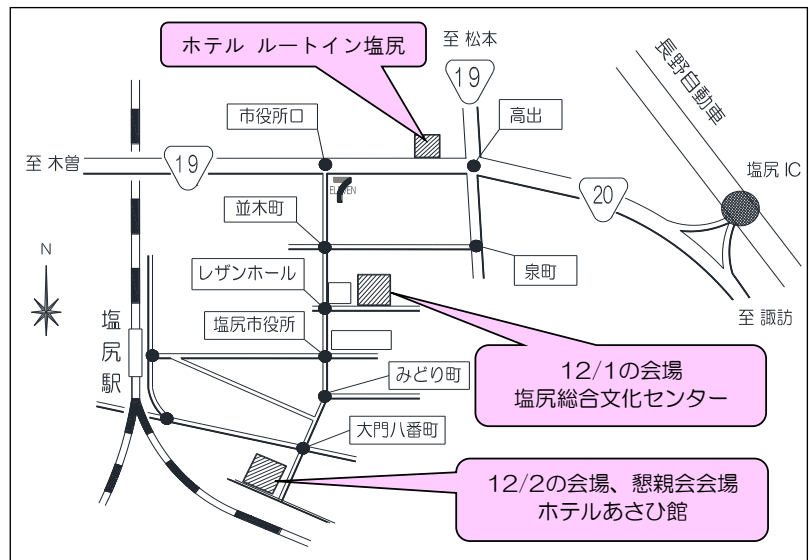 ホテル ルートイン塩尻
至 松本
長野自動車
19
市役所口
高出
至 木曽
19
塩尻 IC
20
ELEVEN
並木町
N
泉町
レザンホール
至 諏訪
塩尻駅
塩尻市役所
12/1の会場
塩尻総合文化センター
みどり町
大門八番町
12/2の会場、懇親会会場
ホテルあさひ館